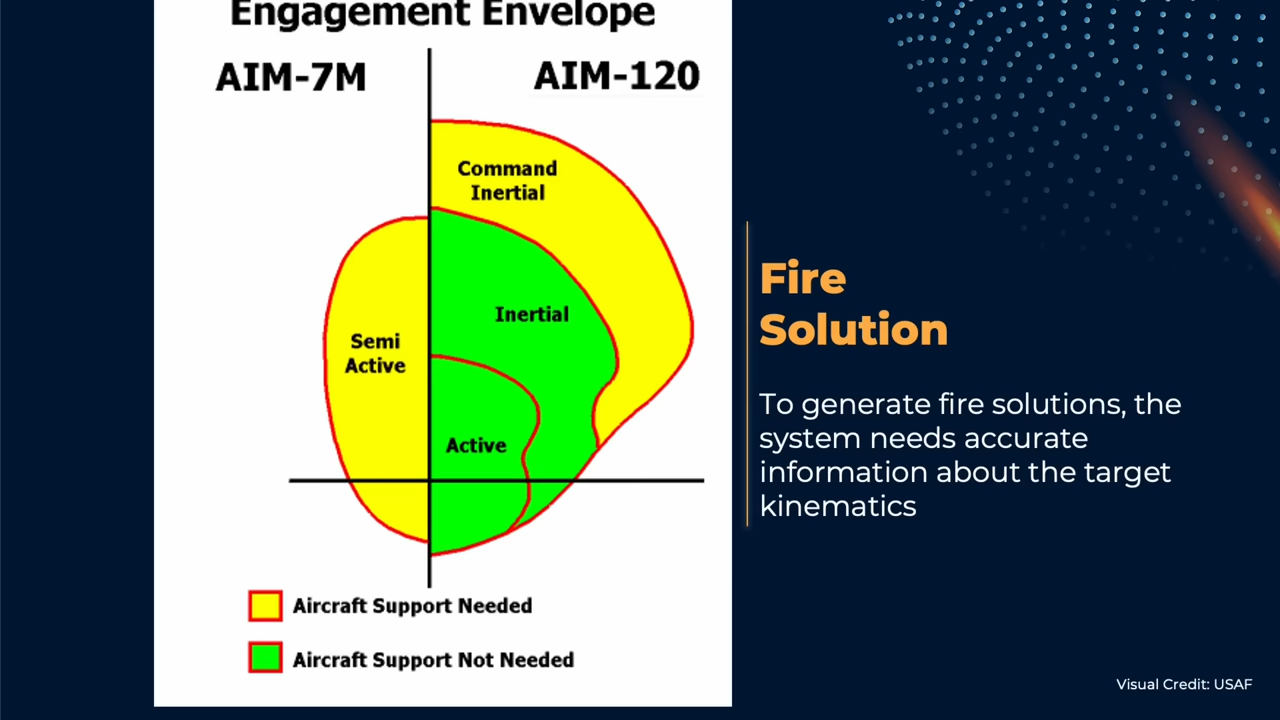 Engagement Envelope
AIM-7M
AIM-120
Command
Inertial
Inertial
Semi
Active
Active
Aircraft Support Needed
Aircraft Support Not Needed
Fire
Solution
To generate fire solutions, the
system needs accurate
information about the target
kinematics
Visual Credit: USAF